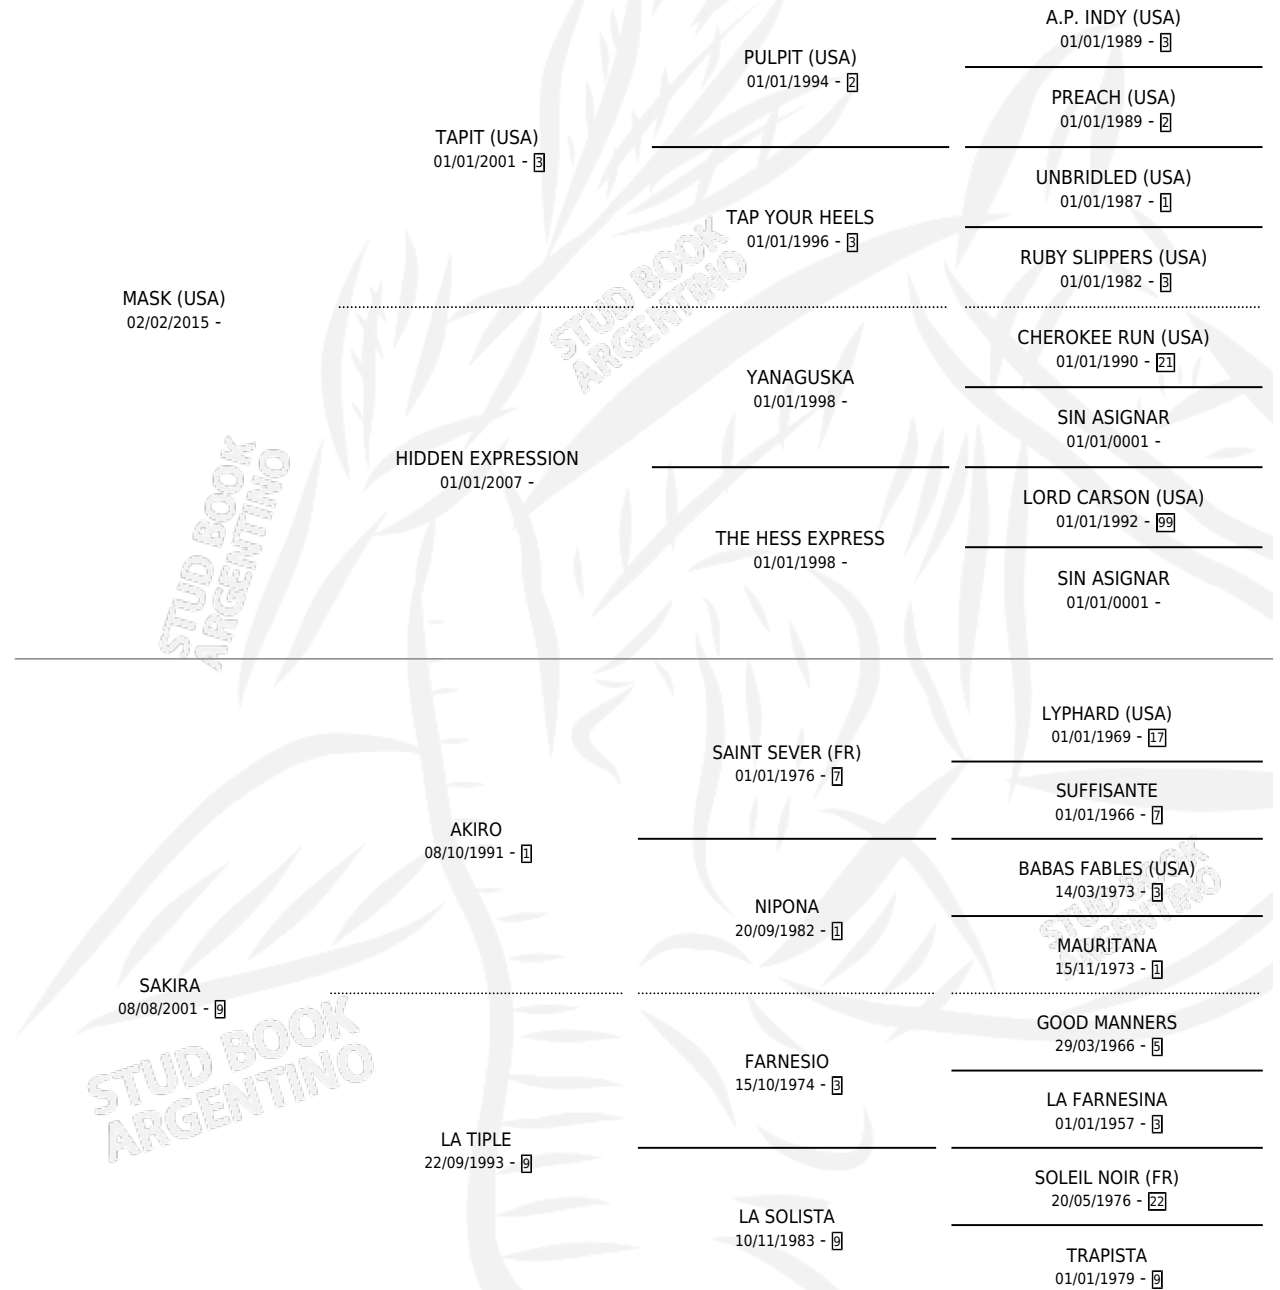 A.P. INDY (USA)
01/01/1989 - 3
PULPIT (USA)
01/01/1994 - 2
PREACH (USA)
01/01/1989 - 2
TAPIT (USA)
01/01/2001 - 3
UNBRIDLED (USA)
01/01/1987 - 1
TAP YOUR HEELS
01/01/1996 - 3
RUBY SLIPPERS (USA)
01/01/1982 - 3
MASK (USA)
02/02/2015 -
CHEROKEE RUN (USA)
01/01/1990 - 21
YANAGUSKA
01/01/1998 -
SIN ASIGNAR
01/01/0001 -
HIDDEN EXPRESSION
01/01/2007 -
LORD CARSON (USA)
01/01/1992 - 99
THE HESS EXPRESS
01/01/1998 -
SIN ASIGNAR
01/01/0001 -
LYPHARD (USA)
01/01/1969 - 17
SAINT SEVER (FR)
01/01/1976 - 7
SUFFISANTE
01/01/1966 - 7
AKIRO
08/10/1991 - 1
BABAS FABLES (USA)
14/03/1973 - 3
NIPONA
20/09/1982 - 1
MAURITANA
15/11/1973 - 1
SAKIRA
08/08/2001 - 9
GOOD MANNERS
29/03/1966 - 5
FARNESIO
15/10/1974 - 3
LA FARNESINA
01/01/1957 - 3
LA TIPLE
22/09/1993 - 9
SOLEIL NOIR (FR)
20/05/1976 - 22
LA SOLISTA
10/11/1983 - 9
TRAPISTA
01/01/1979 - 9
STUD BOOK
ARGENTINO
STUD BOOK
ARGENTINO
STUD BOOK
ARGENTINO
STUD BOOK
ARGENTINO